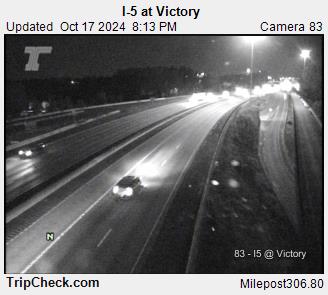 I-5 at Victory
Updated Oct 17 2024 8:13 PM Camera 83
T
N
83 - I5 @ Victory
TripCheck.com Milepost306.80